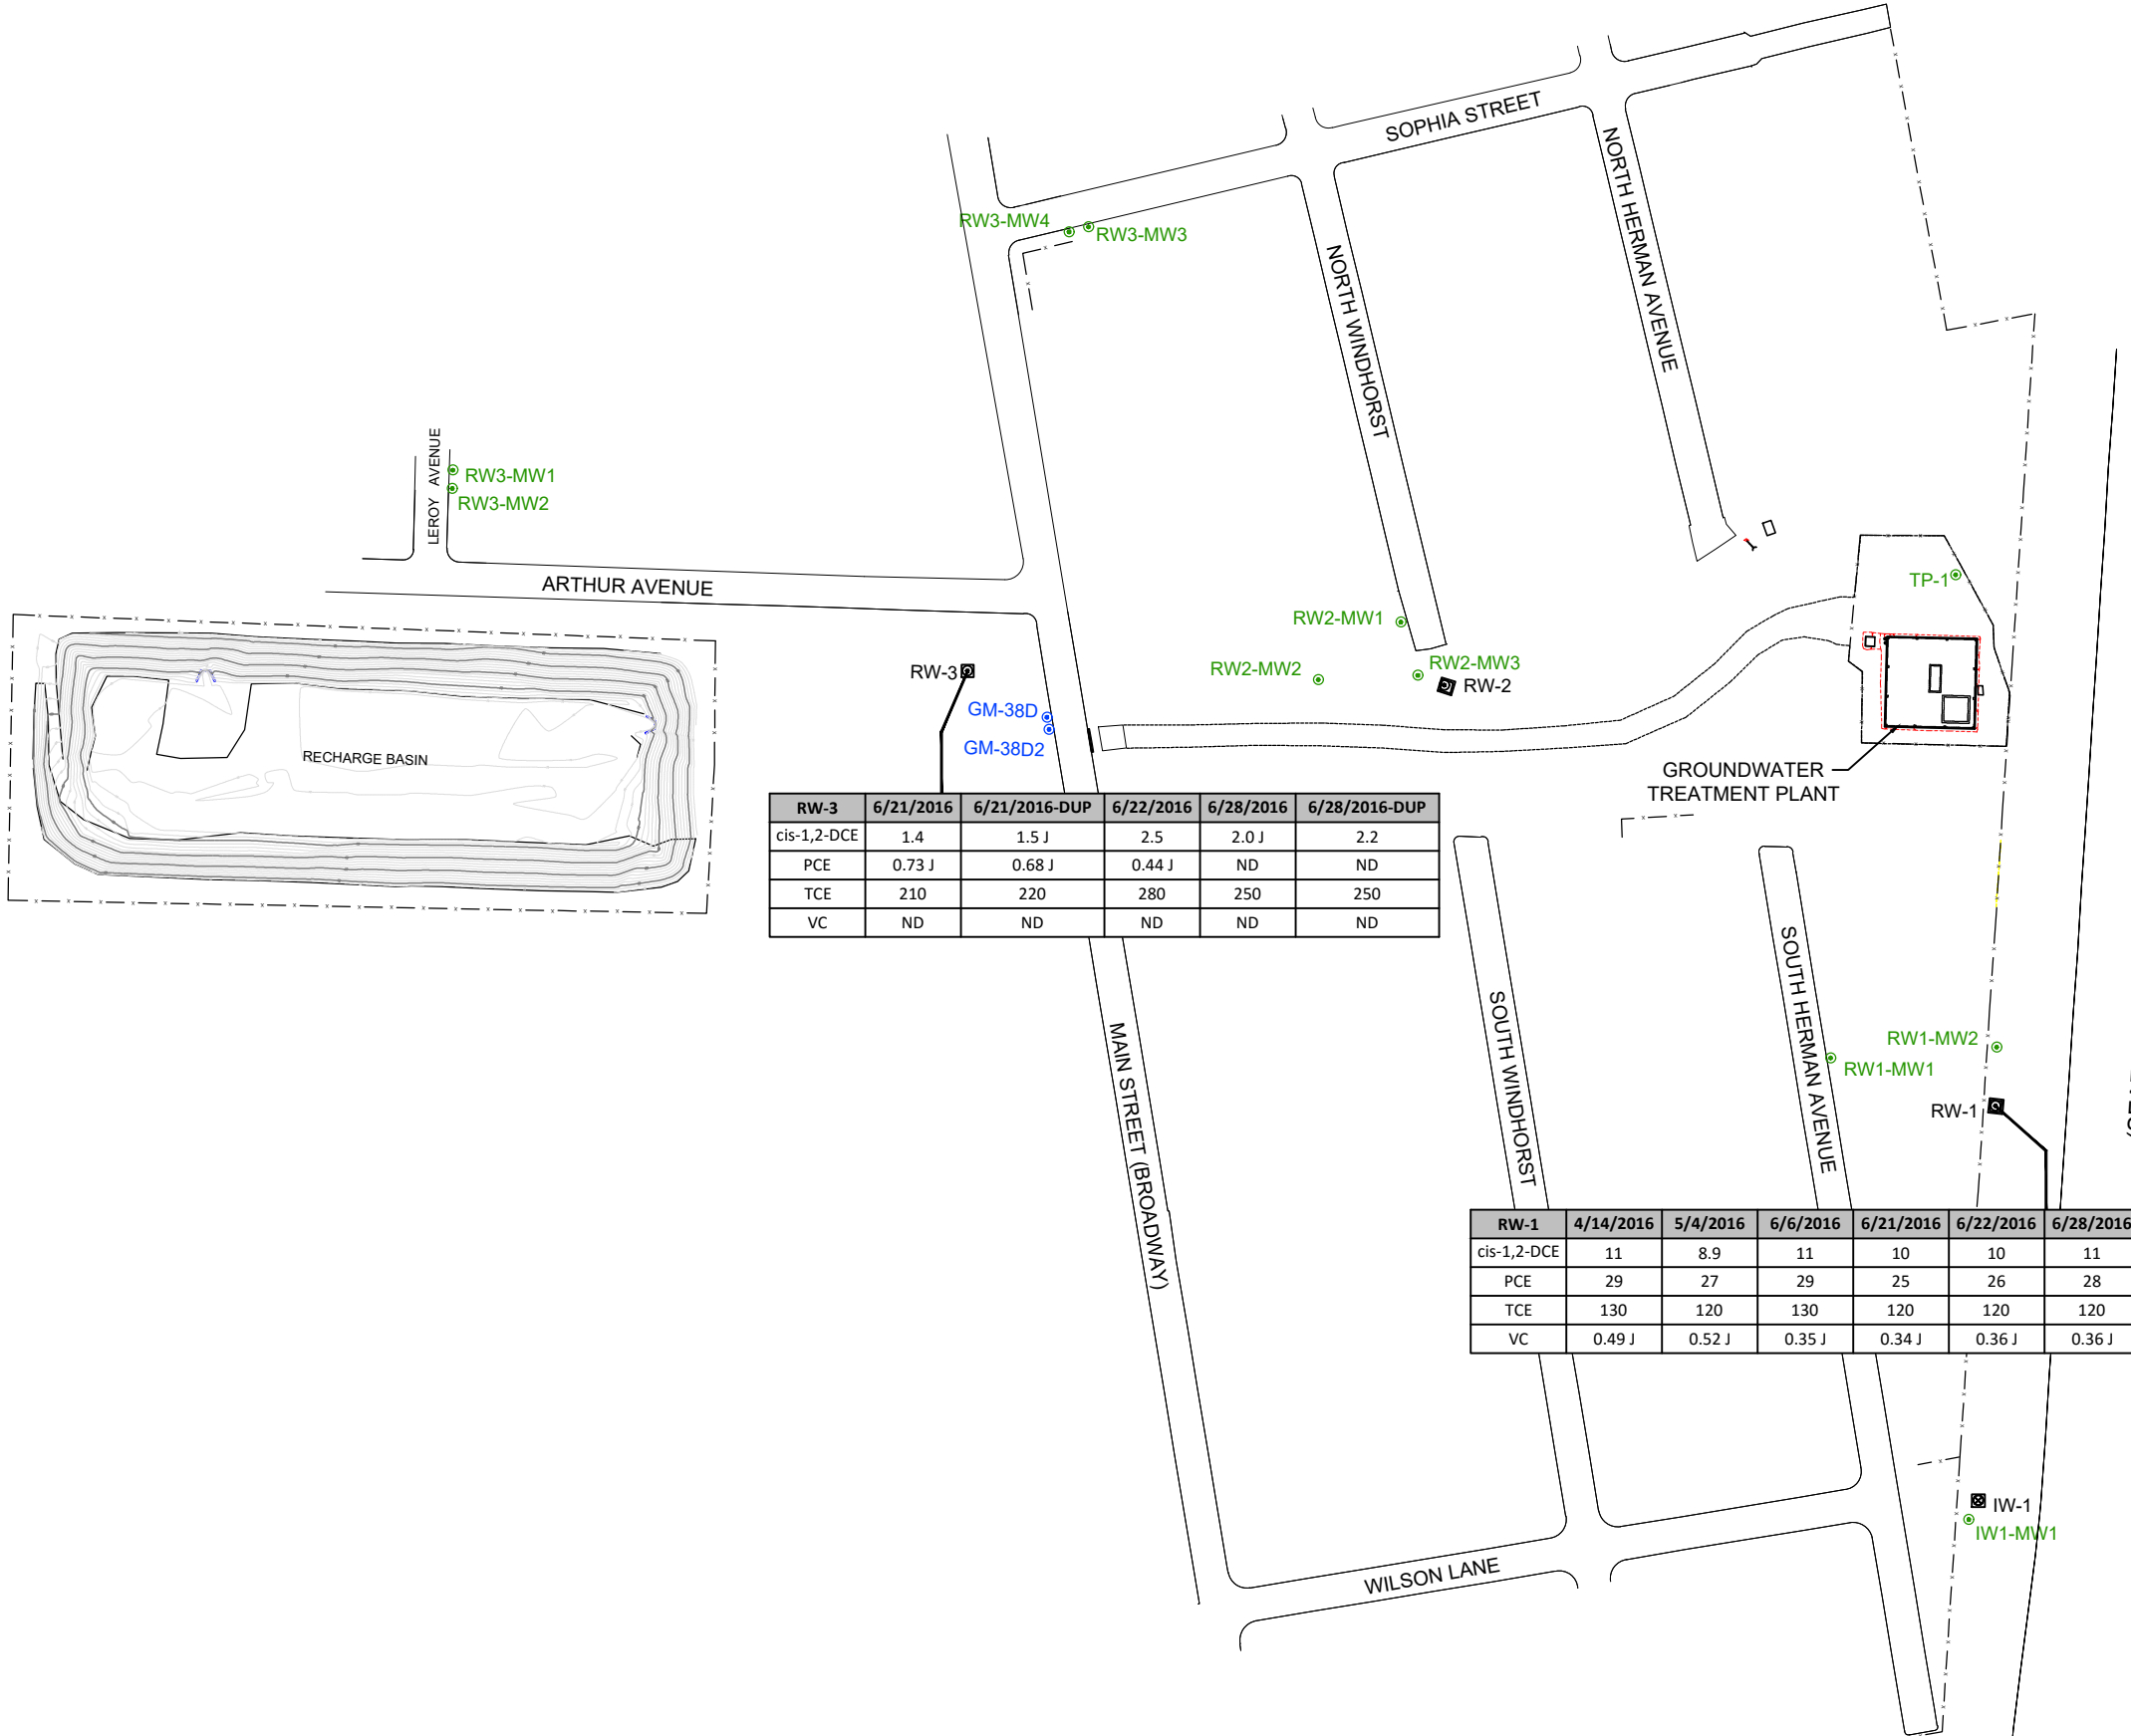 SOPHIA STREET
NORTH HERMAN AVENUE
RW3-MW4
RW3-MW3
NORTH WINDHORST
LEROY AVENUE
RW3-MW1
RW3-MW2
ARTHUR AVENUE
TP-1
RW2-MW1
RW2-MW2
RW2-MW3
RW-2
RW-3
GM-38D
GM-38D2
RECHARGE BASIN
GROUNDWATER
TREATMENT PLANT
RW-3 6/21/2016 6/21/2016-DUP 6/22/2016 6/28/2016 6/28/2016-DUP
cis-1,2-DCE 1.4 1.5 J 2.5 2.0 J 2.2
PCE 0.73 J 0.68 J 0.44 J ND ND
TCE 210 220 280 250 250
VC ND ND ND ND ND
SOUTH WINDHORST
SOUTH HERMAN AVENUE
MAIN STREET (BROADWAY)
RW1-MW2
RW1-MW1
RW-1
RW-1 4/14/2016 5/4/2016 6/6/2016 6/21/2016 6/22/2016 6/28/2016
cis-1,2-DCE 11 8.9 11 10 10 11
PCE 29 27 29 25 26 28
TCE 130 120 130 120 120 120
VC 0.49 J 0.52 J 0.35 J 0.34 J 0.36 J 0.36 J
IW-1
IW1-MW1
WILSON LANE